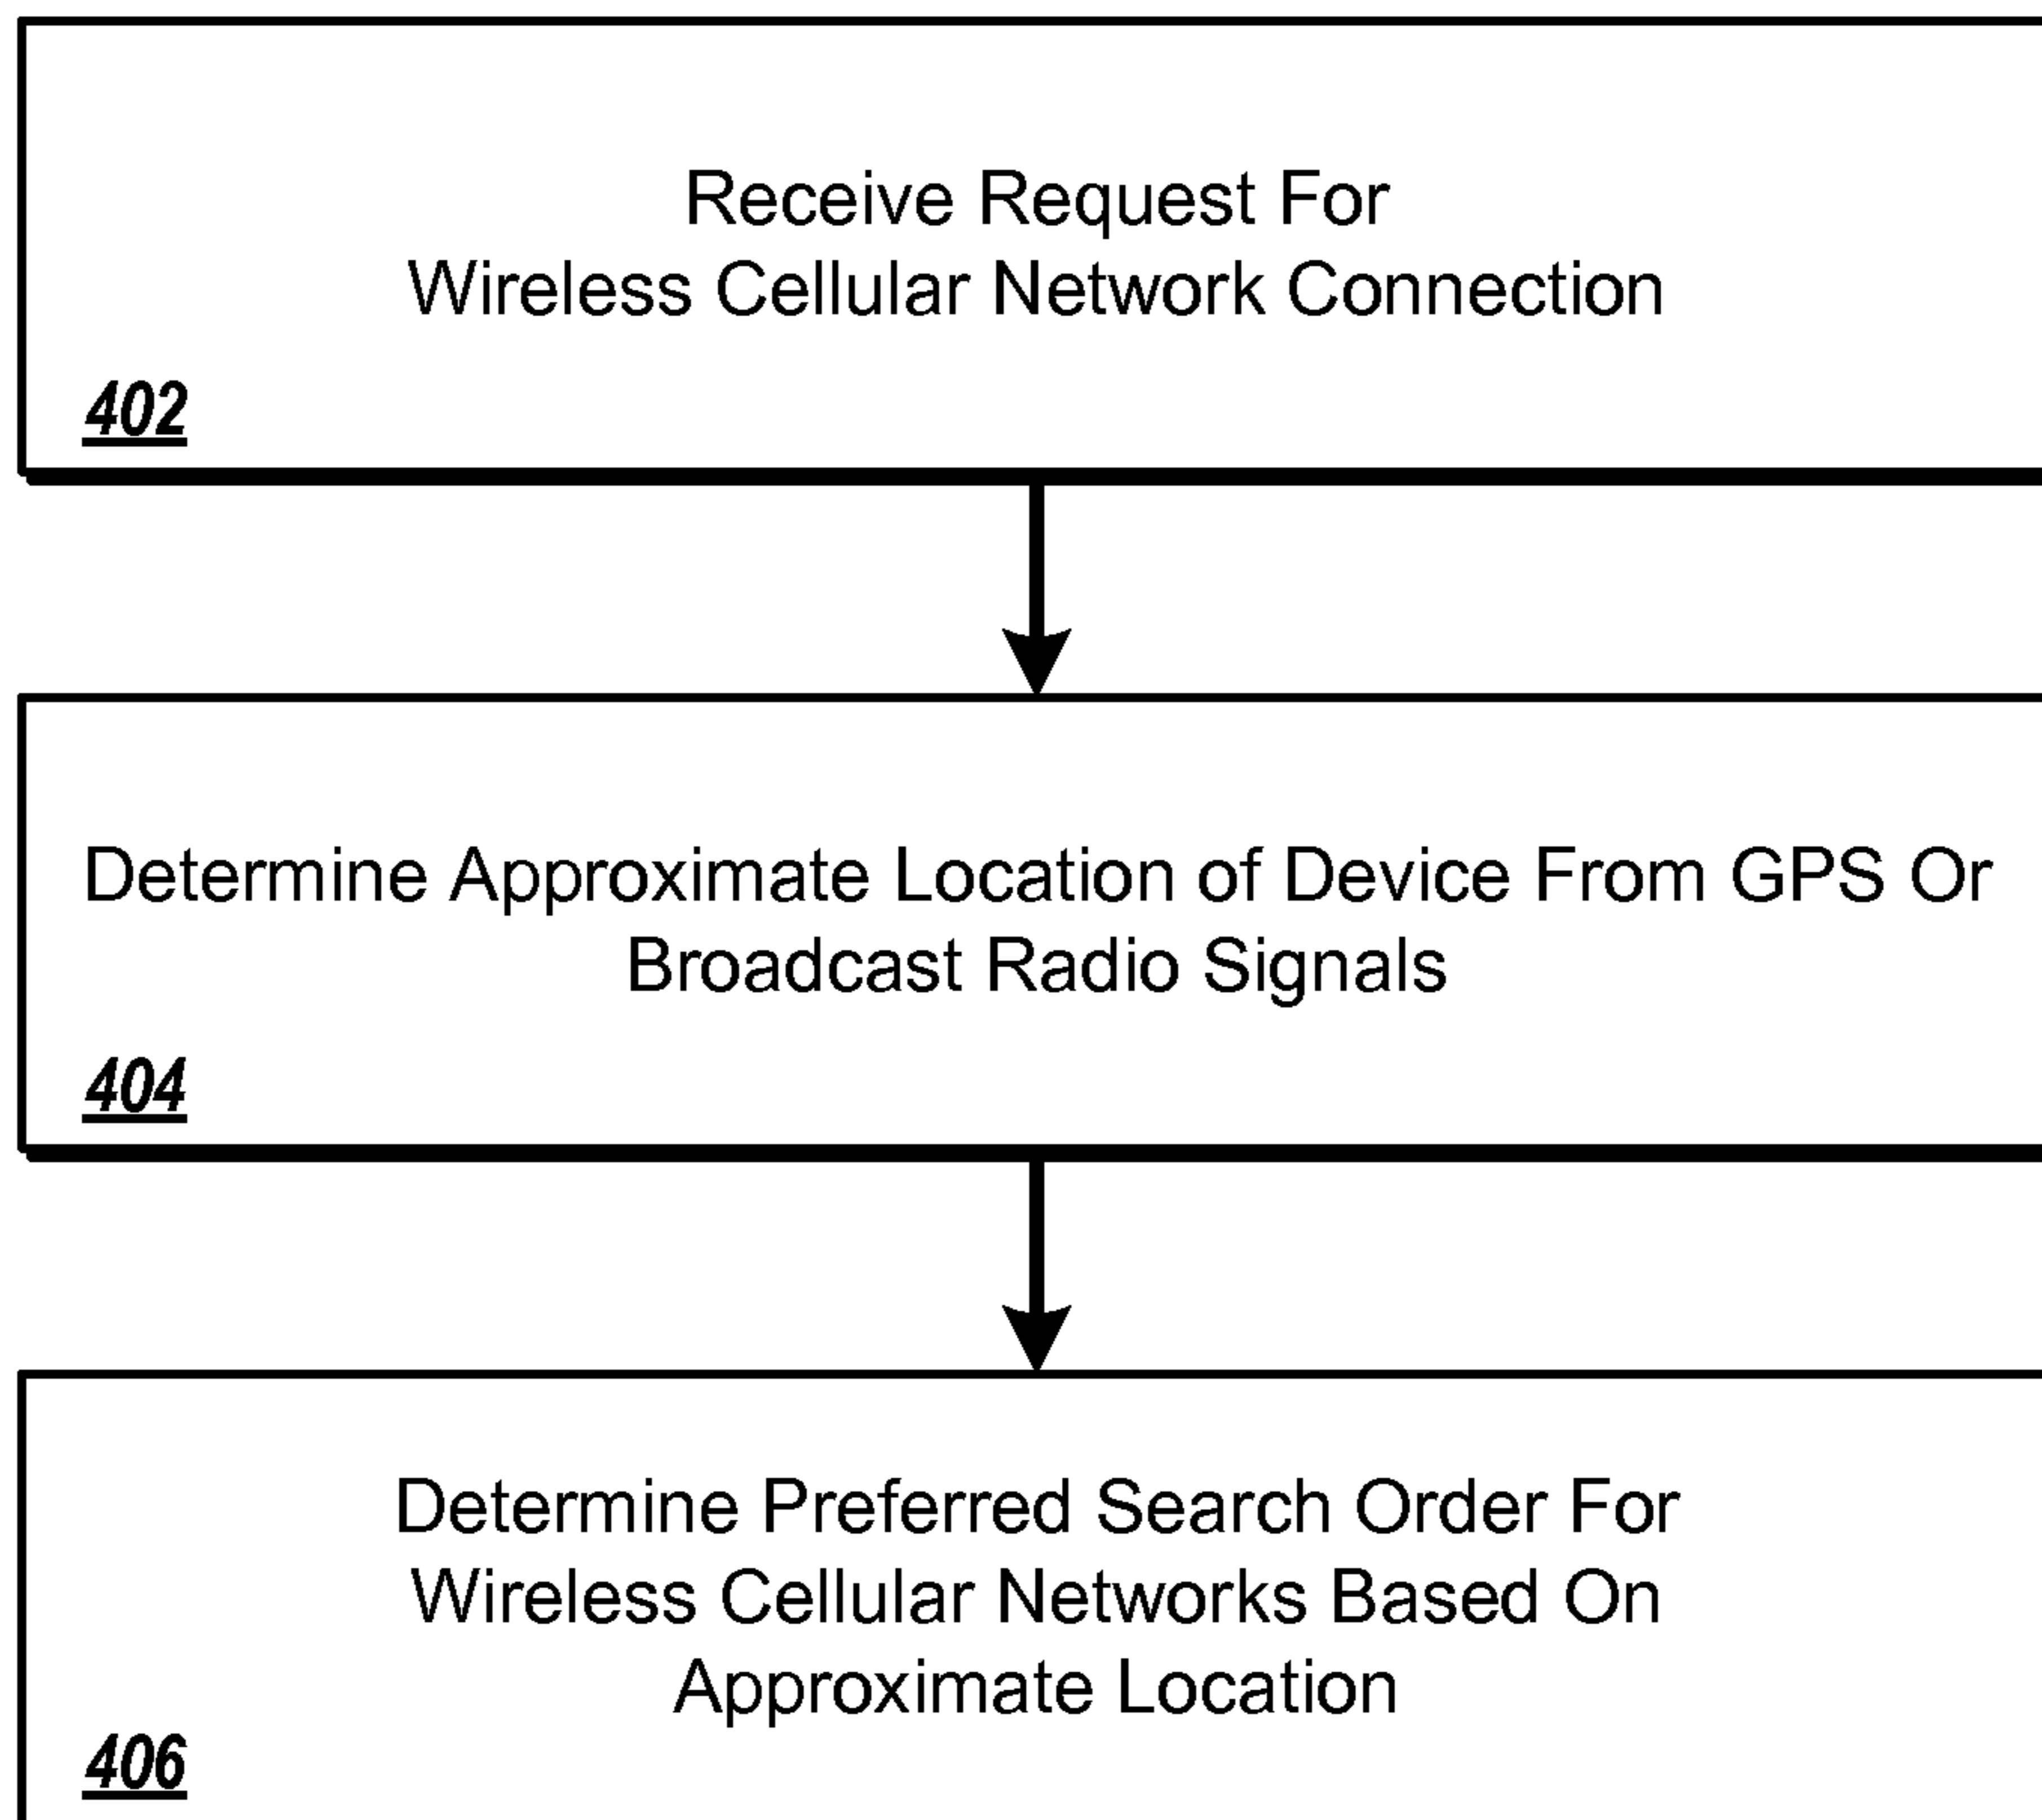 Receive Request For
Wireless Cellular Network Connection
402
Determine Approximate Location of Device From GPS Or
Broadcast Radio Signals
404
Determine Preferred Search Order For
Wireless Cellular Networks Based On
Approximate Location
406